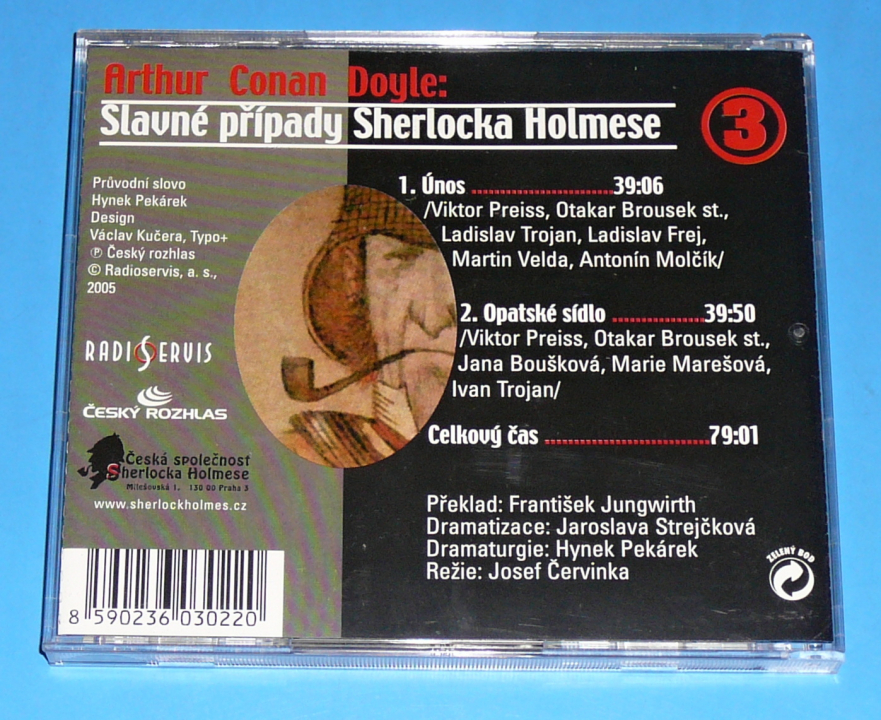 Arthur Conan Doyle:
Slavné případy Sherlocka Holmese
3
Průvodní slovo
Hynek Pekárek
Design
Václav Kučera, Typo+
℗ Český rozhlas
© Radioservis, a. s.,
2005
RADIOSERVIS
ČESKÝ ROZHLAS
Česká společnost
Sherlocka Holmese
Milešovská 1, 130 00 Praha 3
www.sherlockholmes.cz
8 590236 030220
1. Únos ........................ 39:06
/Viktor Preiss, Otakar Brousek st.,
Ladislav Trojan, Ladislav Frej,
Martin Velda, Antonín Molčík/
2. Opatské sídlo ................ 39:50
/Viktor Preiss, Otakar Brousek st.,
Jana Boušková, Marie Marešová,
Ivan Trojan/
Celkový čas ........................ 79:01
Překlad: František Jungwirth
Dramatizace: Jaroslava Strejčková
Dramaturgie: Hynek Pekárek
Režie: Josef Červinka
ZELENÝ BOD